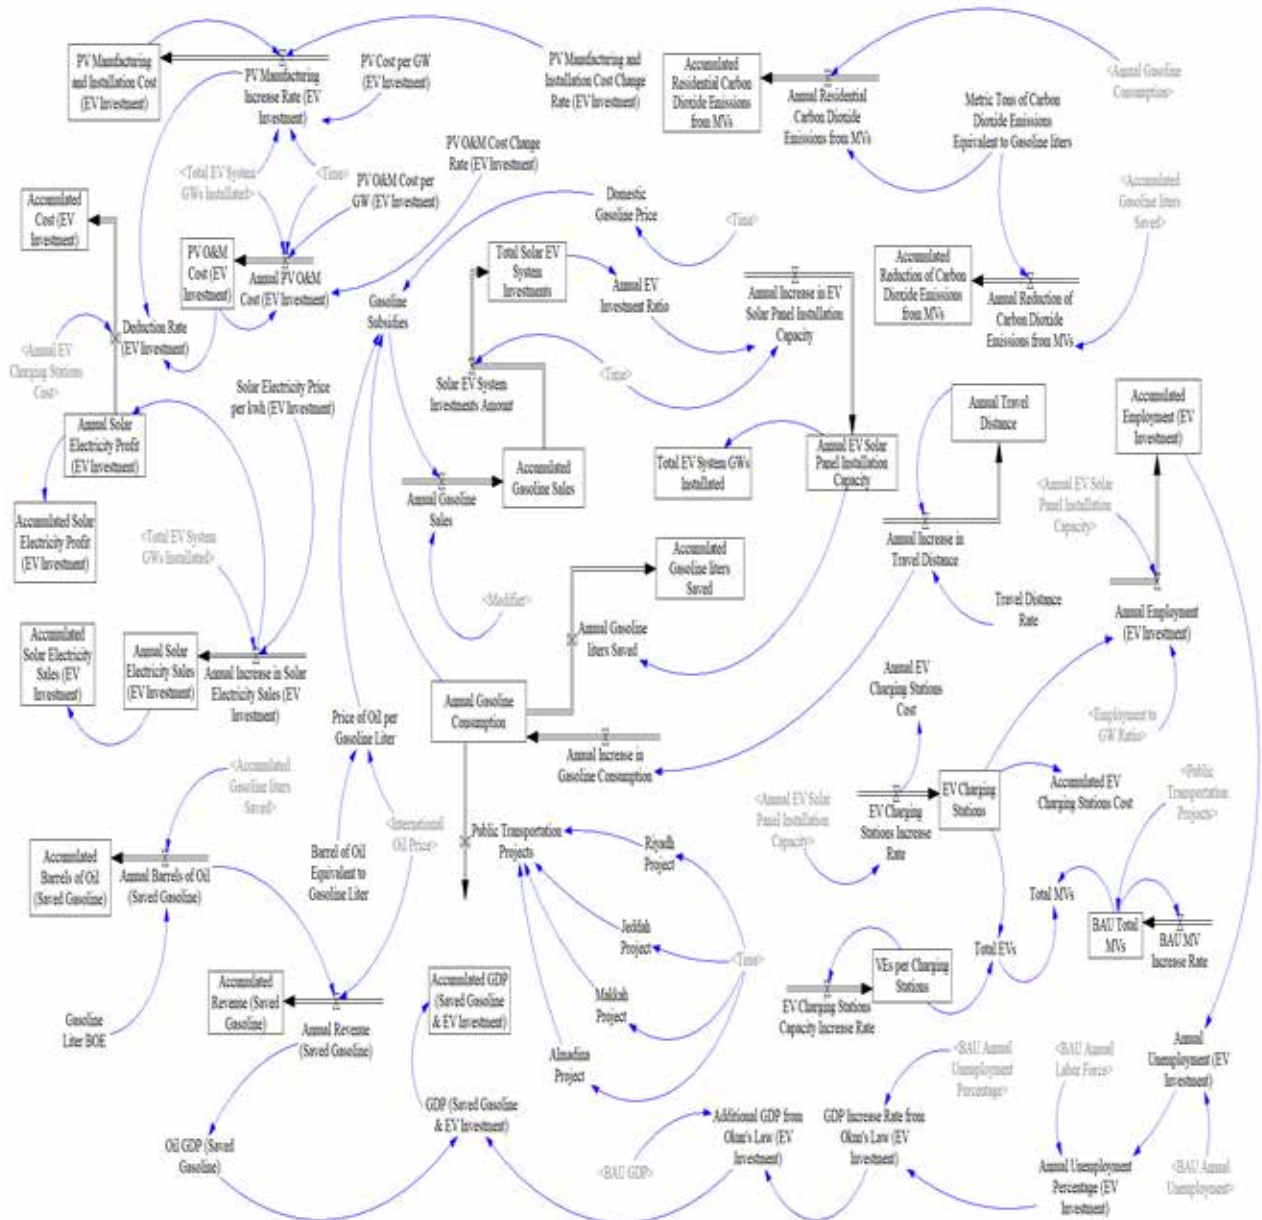 PV Manufacturing
and Installation Cost
(EV Investment)
PV Manufacturing
Increase Rate (EV
Investment)
PV Cost per GW
(EV Investment)
PV Manufacturing and
Installation Cost Change
Rate (EV Investment)
Accumulated
Residential Carbon
Dioxide Emissions
from MVs
Annual Residential
Carbon Dioxide
Emissions from MVs
<Annual Gasoline
Consumption>
Metric Tons of Carbon
Dioxide Emissions
Equivalent to Gasoline liters
<Total EV System
GWs Installated>
<Time>
PV O&M Cost Change
Rate (EV Investment)
PV O&M Cost per
GW (EV Investment)
Accumulated
Cost (EV
Investment)
PV O&M
Cost (EV
Investment)
Annual PV O&M
Cost (EV Investment)
Domestic
Gasoline Price
<Time>
<Accumulated
Gasoline liters
Saved>
Total Solar EV
System
Investments
Annual EV
Investment Ratio
Annual Increase in EV
Solar Panel Installation
Capacity
Accumulated
Reduction of Carbon
Dioxide Emissions
from MVs
Annual Reduction of
Carbon Dioxide
Emissions from MVs
Gasoline
Subsidies
Deduction Rate
(EV Investment)
<Annual EV
Charging Stations
Cost>
Solar EV System
Investments Amount
<Time>
Solar Electricity Price
per kwh (EV Investment)
Annual Solar
Electricity Profit
(EV Investment)
Accumulated Solar
Electricity Profit
(EV Investment)
<Total EV System
GWs Installated>
Annual Gasoline
Sales
Accumulated
Gasoline Sales
Total EV System GWs
Installated
Annual EV Solar
Panel Installation
Capacity
Annual Travel
Distance
Accumulated
Employment (EV
Investment)
<Annual EV Solar
Panel Installation
Capacity>
Annual Increase in
Travel Distance
Travel Distance
Rate
Annual Employment
(EV Investment)
<Employment to
GW Ratio>
<Modifier>
Accumulated
Gasoline liters
Saved
Annual Gasoline
liters Saved
Accumulated
Solar Electricity
Sales (EV
Investment)
Annual Solar
Electricity Sales
(EV Investment)
Annual Increase in Solar
Electricity Sales (EV
Investment)
Price of Oil per
Gasoline Liter
Annual Gasoline
Consumption
Annual Increase in
Gasoline Consumption
Annual EV
Charging Stations
Cost
EV Charging
Stations
EV Charging
Stations Increase
Rate
Accumulated EV
Charging Stations Cost
<Annual EV Solar
Panel Installation
Capacity>
<Public
Transportation
Projects>
<Accumulated
Gasoline liters
Saved>
<International
Oil Price>
Barrel of Oil
Equivalent to
Gasoline Liter
Accumulated
Barrels of Oil
(Saved Gasoline)
Annual Barrels of Oil
(Saved Gasoline)
Gasoline
Liter BOE
Public Transportation
Projects
Riyadh
Project
Jeddah
Project
Makkah
Project
Almadina
Project
<Time>
Total MVs
BAU Total
MVs
BAU MV
Increase Rate
Total EVs
VEs per Charging
Stations
EV Charging Stations
Capacity Increase Rate
Accumulated
Revenue (Saved
Gasoline)
Annual Revenue
(Saved Gasoline)
Accumulated GDP
(Saved Gasoline
& EV Investment)
GDP (Saved Gasoline
& EV Investment)
Oil GDP (Saved
Gasoline)
Additional GDP from
Okun's Law (EV
Investment)
<BAU GDP>
GDP Increase Rate from
Okun's Law (EV
Investment)
<BAU Annual
Unemployment
Percentage>
<BAU Annual
Labor Force>
Annual
Unemployment (EV
Investment)
Annual Unemployment
Percentage (EV
Investment)
<BAU Annual
Unemployment>